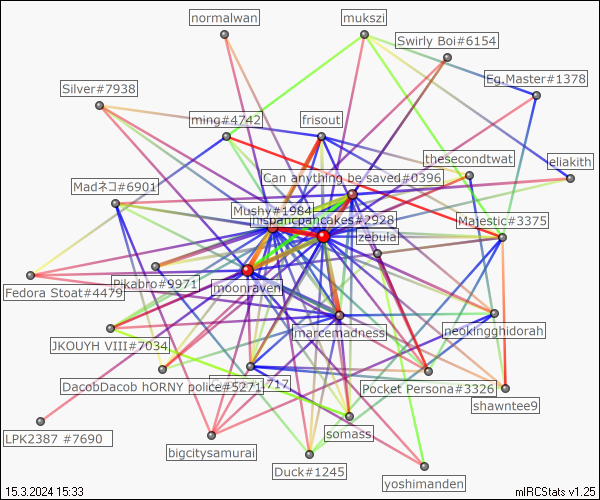 normalwan
mukszi
Swirly Boi#6154
Eg.Master#1378
Silver#7938
ming#4742
frisout
thesecondtwat
eliakith
Can anything be saved#0396
Madネコ#6901
Mushy#1984
mspancpancakes#2928
Majestic#3375
zebula
Fedora Stoat#4479
Pikabro#9971
moonraven
marcemadness
neokingghidorah
JKOUYH VIII#7034
DacobDacob hORNY police#5271
717
Pocket Persona#3326
shawntee9
LPK2387 #7690
somass
bigcitysamurai
Duck#1245
yoshimanden
15.3.2024 15:33
mIRCStats v1.25